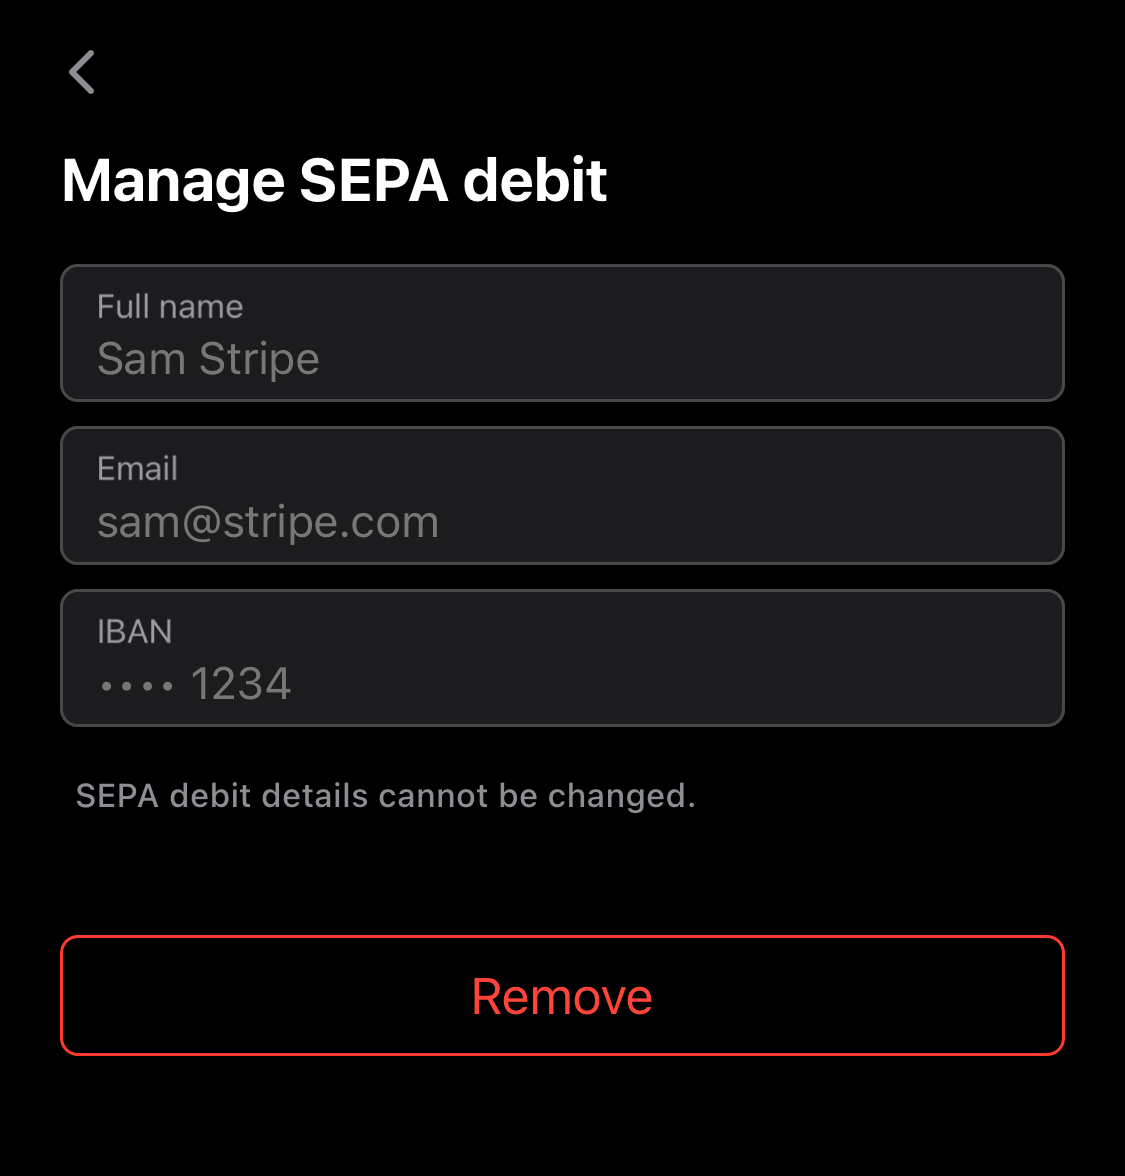 Manage SEPA debit
Full name
Sam Stripe
Email
sam@stripe.com
IBAN
•••• 1234
SEPA debit details cannot be changed.
Remove